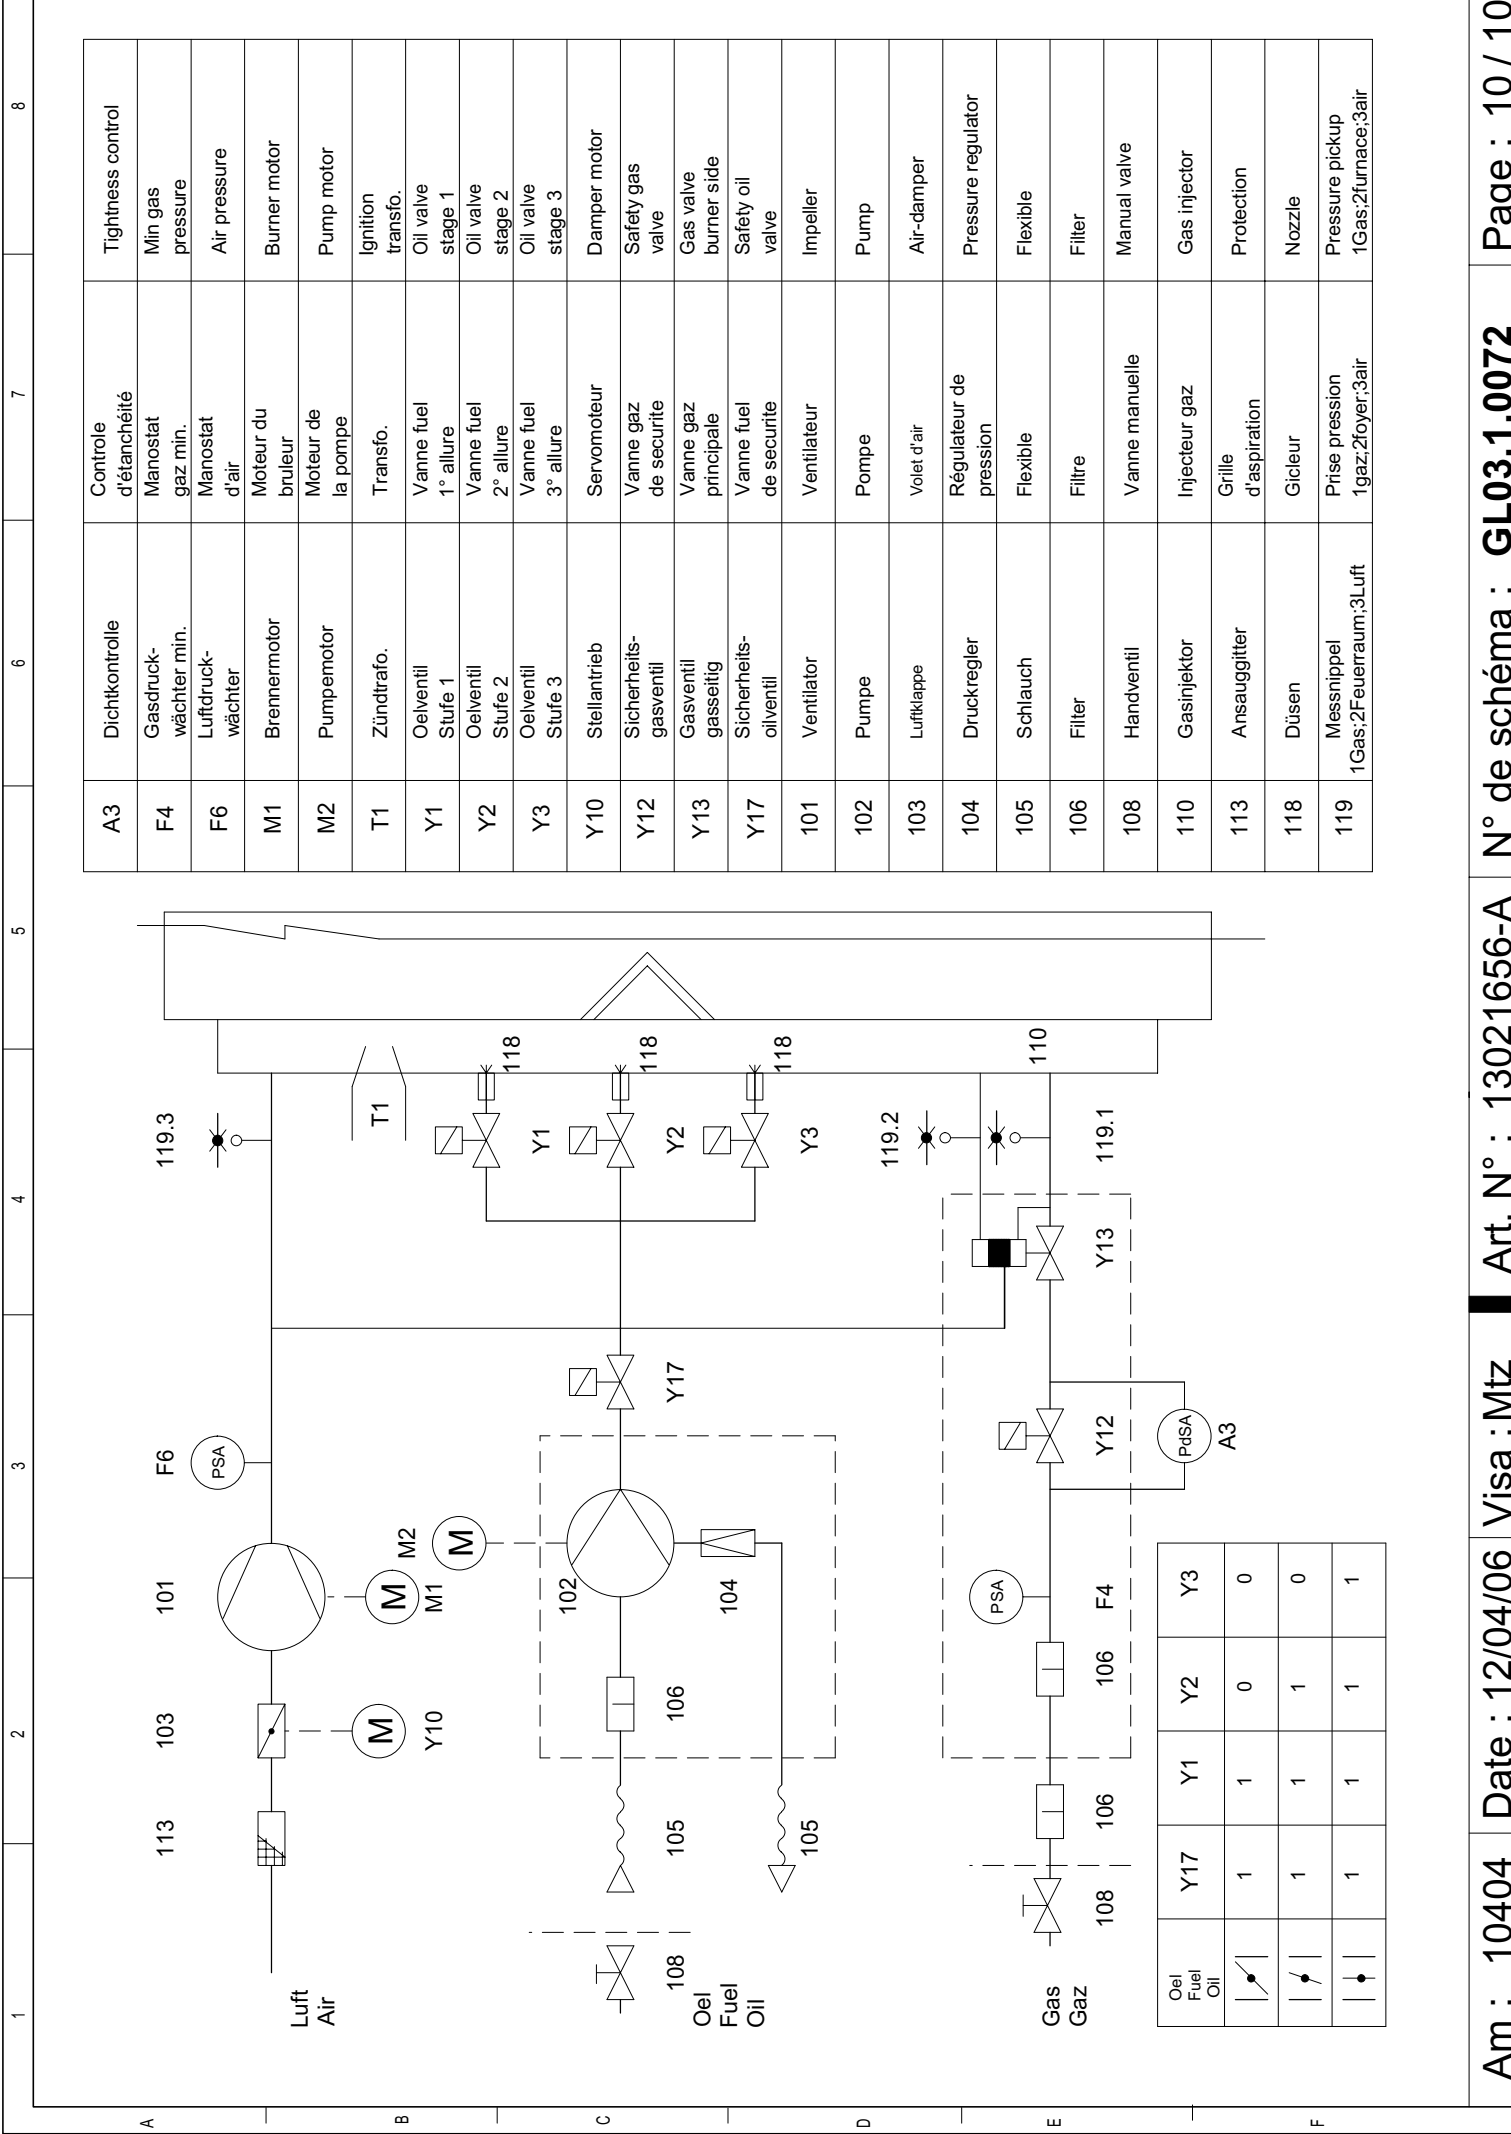 1 2 3 4 5 6 7 8
A
B
C
D
E
F
Luft
Air
113
103
Y10
M
101
M
M1
F6
PSA
119.3
T1
Oel
Fuel
Oil
108
105
105
106
102
M2
M
104
Y17
Y1
Y2
Y3
118
118
118
Gas
Gaz
108
106
106
F4
PSA
Y12
PdSA
A3
Y13
119.2
119.1
110
Oel
Fuel
Oil
Y17 Y1 Y2 Y3
1 1 0 0
1 1 1 0
1 1 1 1
A3 Dichtkontrolle Controle Tightness control
d'étanchéité
F4 Gasdruck- Manostat Min gas
wächter min. gaz min. pressure
F6 Luftdruck- Manostat Air pressure
wächter d'air
M1 Brennermotor Moteur du Burner motor
bruleur
M2 Pumpemotor Moteur de Pump motor
la pompe
T1 Zündtrafo. Transfo. Ignition
transfo.
Y1 Oelventil Vanne fuel Oil valve
Stufe 1 1° allure stage 1
Y2 Oelventil Vanne fuel Oil valve
Stufe 2 2° allure stage 2
Y3 Oelventil Vanne fuel Oil valve
Stufe 3 3° allure stage 3
Y10 Stellantrieb Servomoteur Damper motor
Y12 Sicherheits- Vanne gaz Safety gas
gasventil de securite valve
Y13 Gasventil Vanne gaz Gas valve
gasseitig principale burner side
Y17 Sicherheits- Vanne fuel Safety oil
oilventil de securite valve
101 Ventilator Ventilateur Impeller
102 Pumpe Pompe Pump
103 Luftklappe Volet d'air Air-damper
104 Druckregler Régulateur de Pressure regulator
pression
105 Schlauch Flexible Flexible
106 Filter Filtre Filter
108 Handventil Vanne manuelle Manual valve
110 Gasinjektor Injecteur gaz Gas injector
113 Ansauggitter Grille Protection
d'aspiration
118 Düsen Gicleur Nozzle
119 Messnippel Prise pression Pressure pickup
1Gas;2Feuerraum;3Luft 1gaz;2foyer;3air 1Gas;2furnace;3air
Am : 10404 Date : 12/04/06 Visa : Mtz Art. N° : 13021656-A N° de schéma : GL03.1.0072 Page : 10 / 10